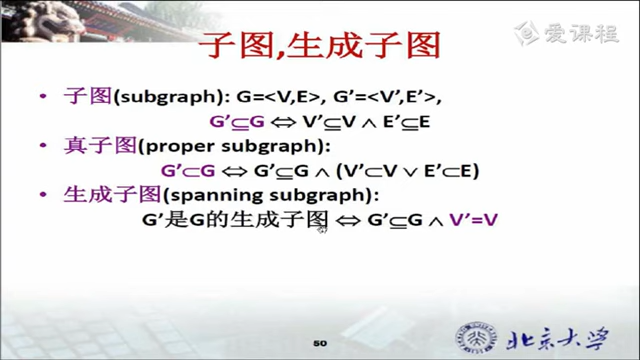 爱课程
子图,生成子图
• 子图(subgraph): G=<V,E>, G’=<V’,E’>,
G’⊆G ⇔ V’⊆V ∧ E’⊆E
• 真子图(proper subgraph):
G’⊂G ⇔ G’⊆G ∧ (V’⊂V ∨ E’⊂E)
• 生成子图(spanning subgraph):
G’是G的生成子图 ⇔ G’⊆G ∧ V’=V
50
北京大学